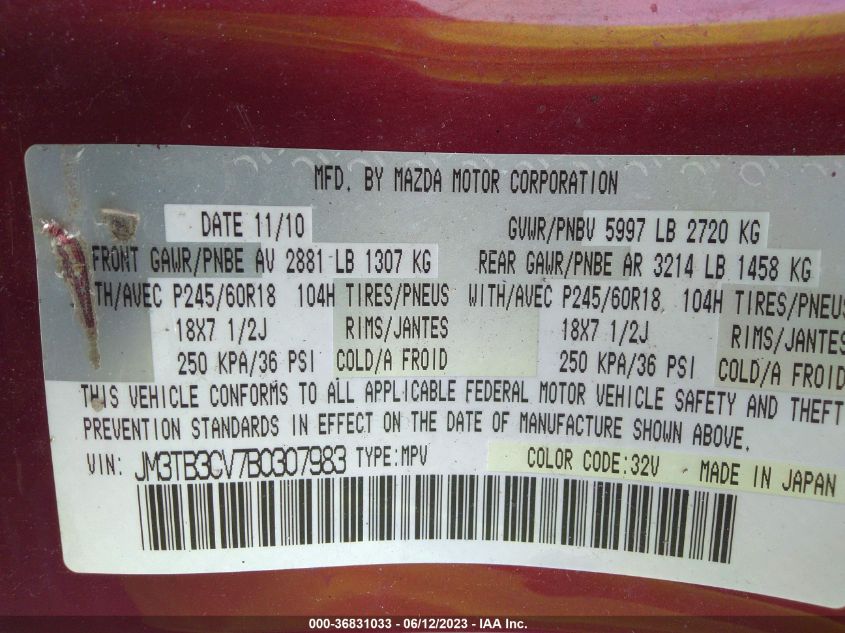 MFD. BY MAZDA MOTOR CORPORATION
DATE 11/10 GVWR/PNBV 5997 LB 2720 KG
FRONT GAWR/PNBE AV 2881 LB 1307 KG REAR GAWR/PNBE AR 3214 LB 1458 KG
TH/AVEC P245/60R18 104H TIRES/PNEUS WITH/AVEC P245/60R18 104H TIRES/PNEUS
18X7 1/2J RIMS/JANTES 18X7 1/2J RIMS/JANTES
250 KPA/36 PSI COLD/A FROID 250 KPA/36 PSI COLD/A FROID
THIS VEHICLE CONFORMS TO ALL APPLICABLE FEDERAL MOTOR VEHICLE SAFETY AND THEFT
PREVENTION STANDARDS IN EFFECT ON THE DATE OF MANUFACTURE SHOWN ABOVE.
VIN: JM3TB3CV7B0307983 TYPE:MPV COLOR CODE:32V MADE IN JAPAN
000-36831033 - 06/12/2023 - IAA Inc.